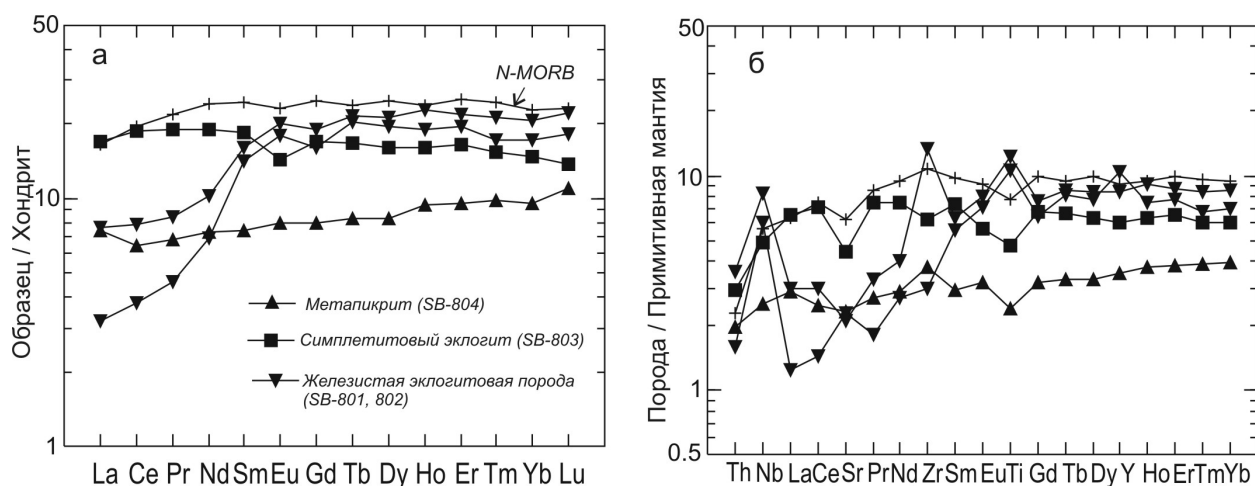 50
а
N-MORB
Образец / Хондрит
10
Метапикрит (SB-804)
Симплетитовый эклогит (SB-803)
Железистая эклогитовая порода
(SB-801, 802)
1
La Ce Pr Nd Sm Eu Gd Tb Dy Ho Er Tm Yb Lu
50
б
Порода / Примитивная мантия
10
1
0.5
Th Nb La Ce Sr Pr Nd Zr Sm Eu Ti Gd Tb Dy Y Ho Er Tm Yb